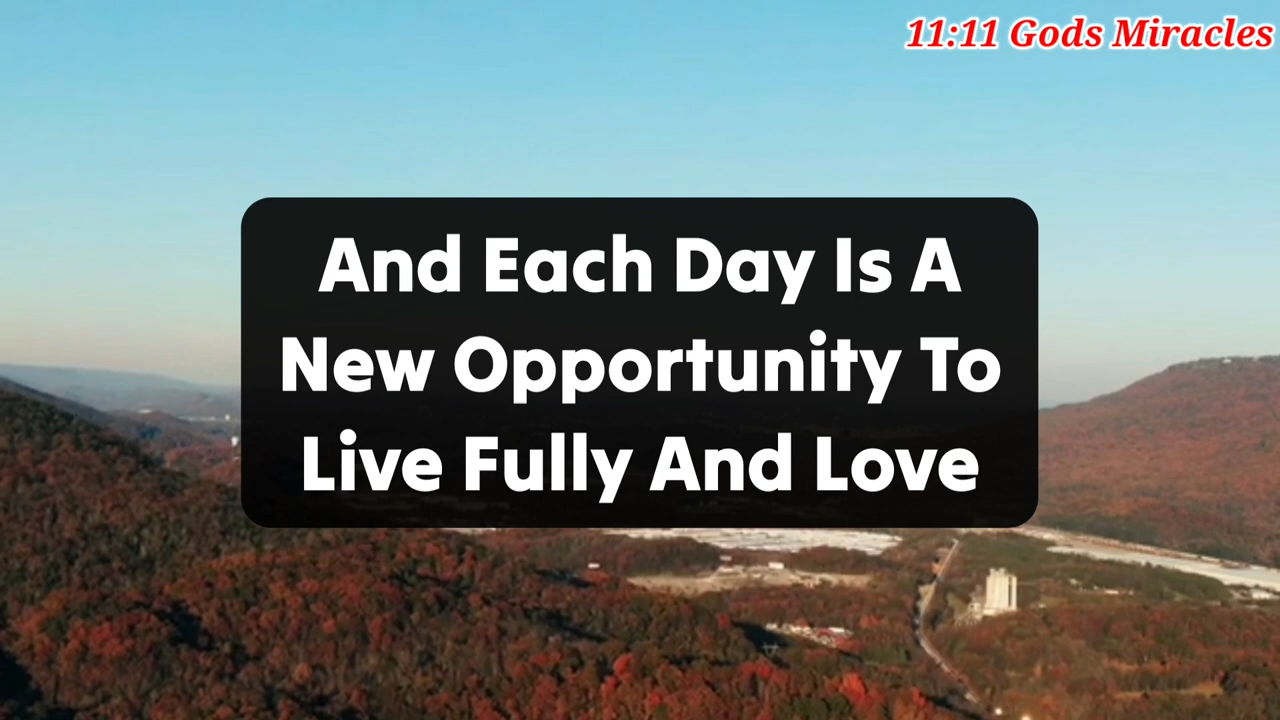 11:11 Gods Miracles
And Each Day Is A
New Opportunity To
Live Fully And Love